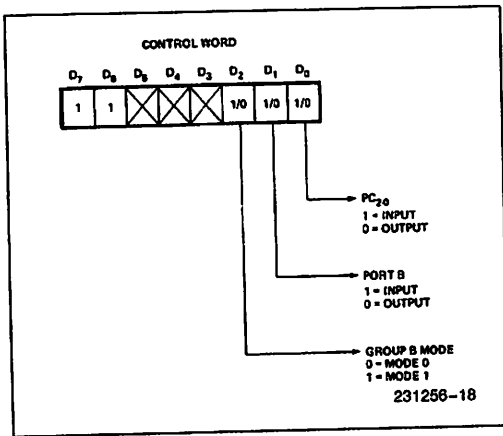 CONTROL WORD
D7 D6 D5 D4 D3 D2 D1 D0
1 1 1/0 1/0 1/0
PC2-0
1 = INPUT
0 = OUTPUT
PORT B
1 = INPUT
0 = OUTPUT
GROUP B MODE
0 = MODE 0
1 = MODE 1
231256-18